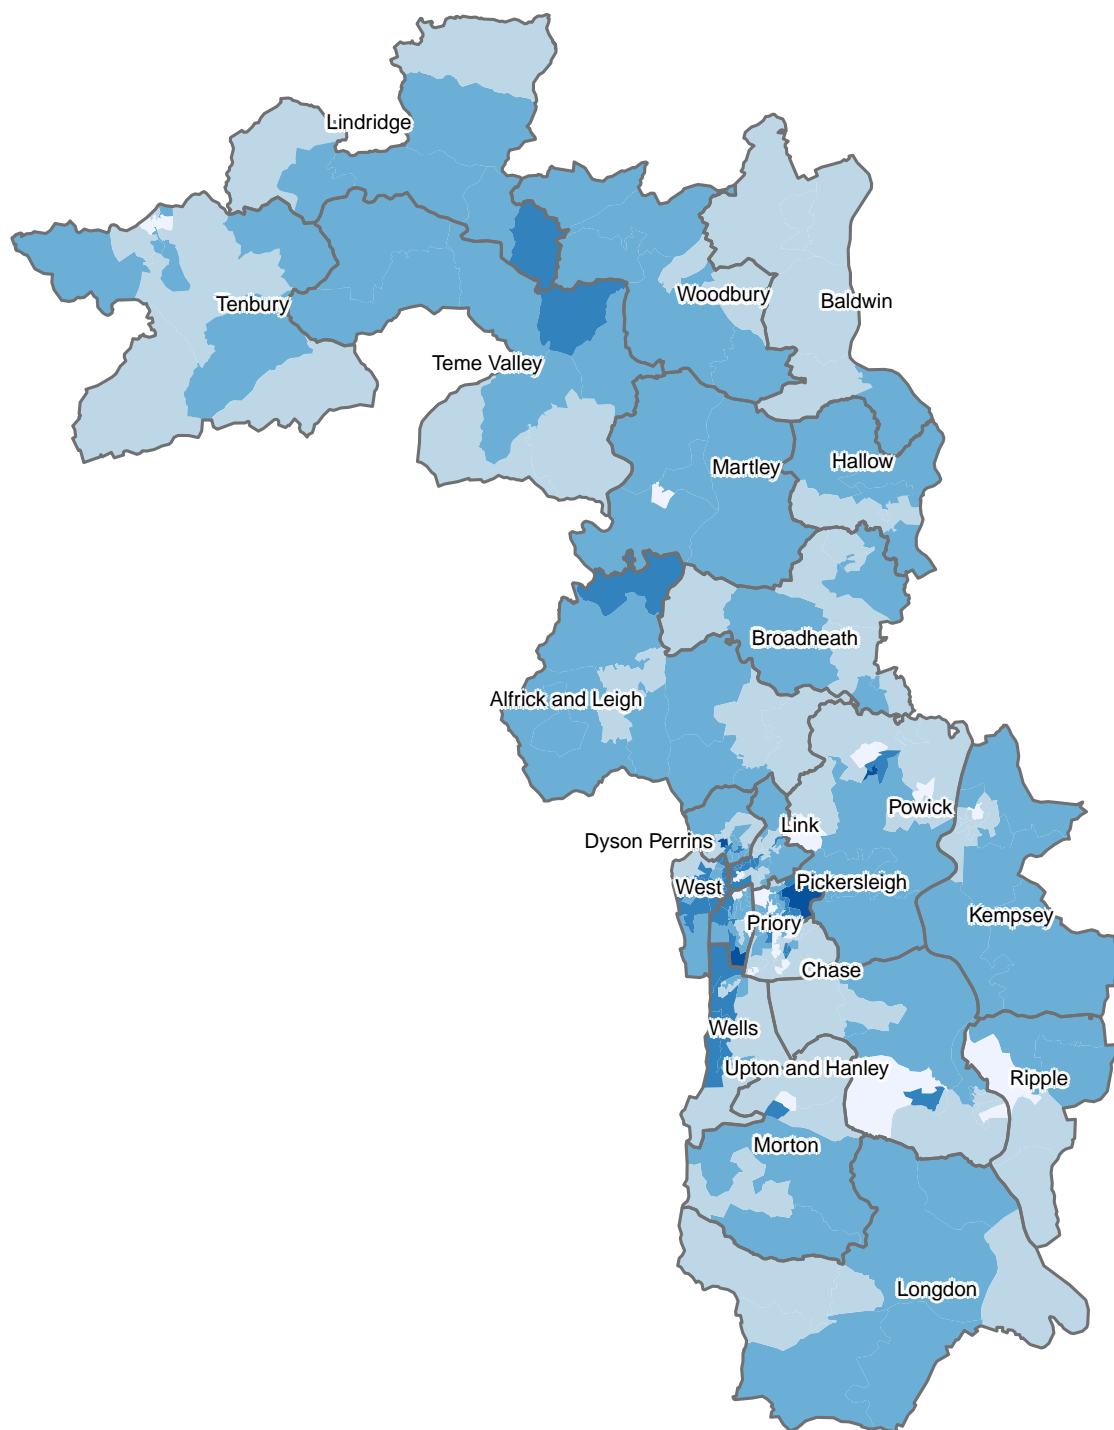 Lindridge
Woodbury
Baldwin
Tenbury
Teme Valley
Hallow
Martley
Broadheath
Alfrick and Leigh
Powick
Link
Dyson Perrins
Pickersleigh
West
Kempsey
Priory
Chase
Wells
Upton and Hanley
Ripple
Morton
Longdon